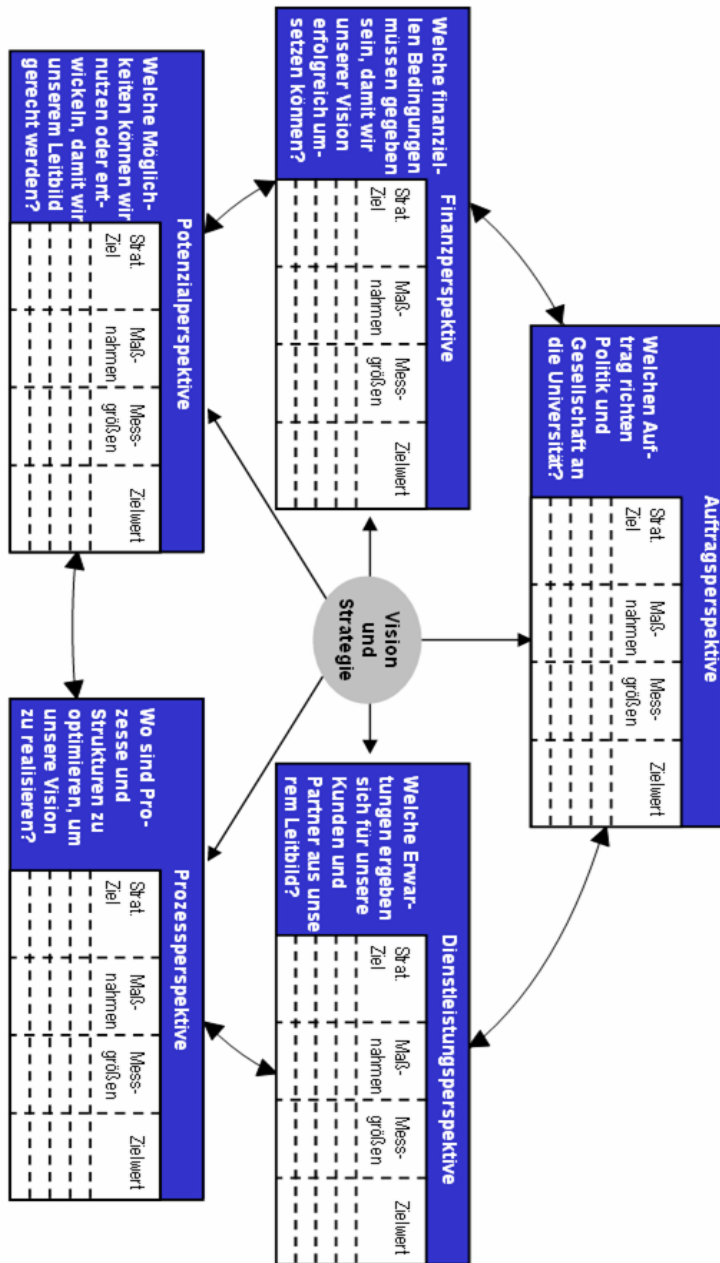 Auftragsperspektive
Welchen Auf-
trag richten
Politik und
Gesellschaft an
die Universität?
Strat.
Ziel
Maß-
nahmen
Mess-
größen
Zielwert
Finanzperspektive
Welche finanziel-
len Bedingungen
müssen gegeben
sein, damit wir
unserer Vision
erfolgreich um-
setzen können?
Strat.
Ziel
Maß-
nahmen
Mess-
größen
Zielwert
Vision
und
Strategie
Dienstleistungsperspektive
Welche Erwar-
tungen ergeben
sich für unsere
Kunden und
Partner aus unse
rem Leitbild?
Strat.
Ziel
Maß-
nahmen
Mess-
größen
Zielwert
Potenzialperspektive
Welche Möglich-
keiten können wir
nutzen oder ent-
wickeln, damit wir
unserem Leitbild
gerecht werden?
Strat.
Ziel
Maß-
nahmen
Mess-
größen
Zielwert
Prozessperspektive
Wo sind Pro-
zesse und
Strukturen zu
optimieren, um
unsere Vision
zu realisieren?
Strat.
Ziel
Maß-
nahmen
Mess-
größen
Zielwert